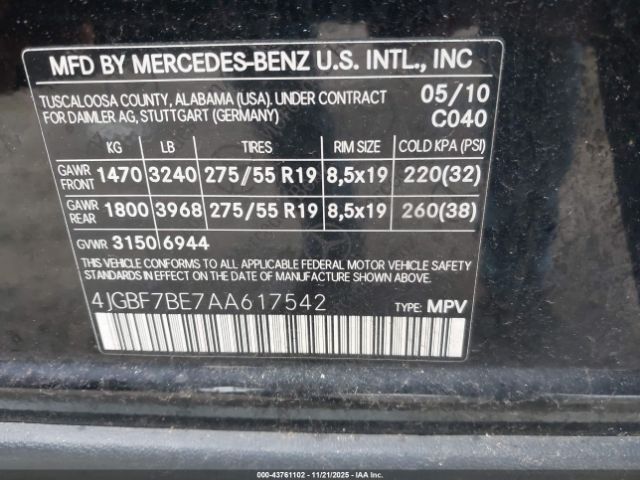 MFD BY MERCEDES-BENZ U.S. INTL., INC
TUSCALOOSA COUNTY, ALABAMA (USA). UNDER CONTRACT 05/10
FOR DAIMLER AG, STUTTGART (GERMANY) C040
KG LB TIRES RIM SIZE COLD KPA (PSI)
GAWR FRONT 1470 3240 275/55 R19 8,5x19 220(32)
GAWR REAR 1800 3968 275/55 R19 8,5x19 260(38)
GVWR 3150 6944
THIS VEHICLE CONFORMS TO ALL APPLICABLE FEDERAL MOTOR VEHICLE SAFETY
STANDARDS IN EFFECT ON THE DATE OF MANUFACTURE SHOWN ABOVE.
4JGBF7BE7AA617542 TYPE: MPV
000-43761102 - 11/21/2025 - IAAI.COM